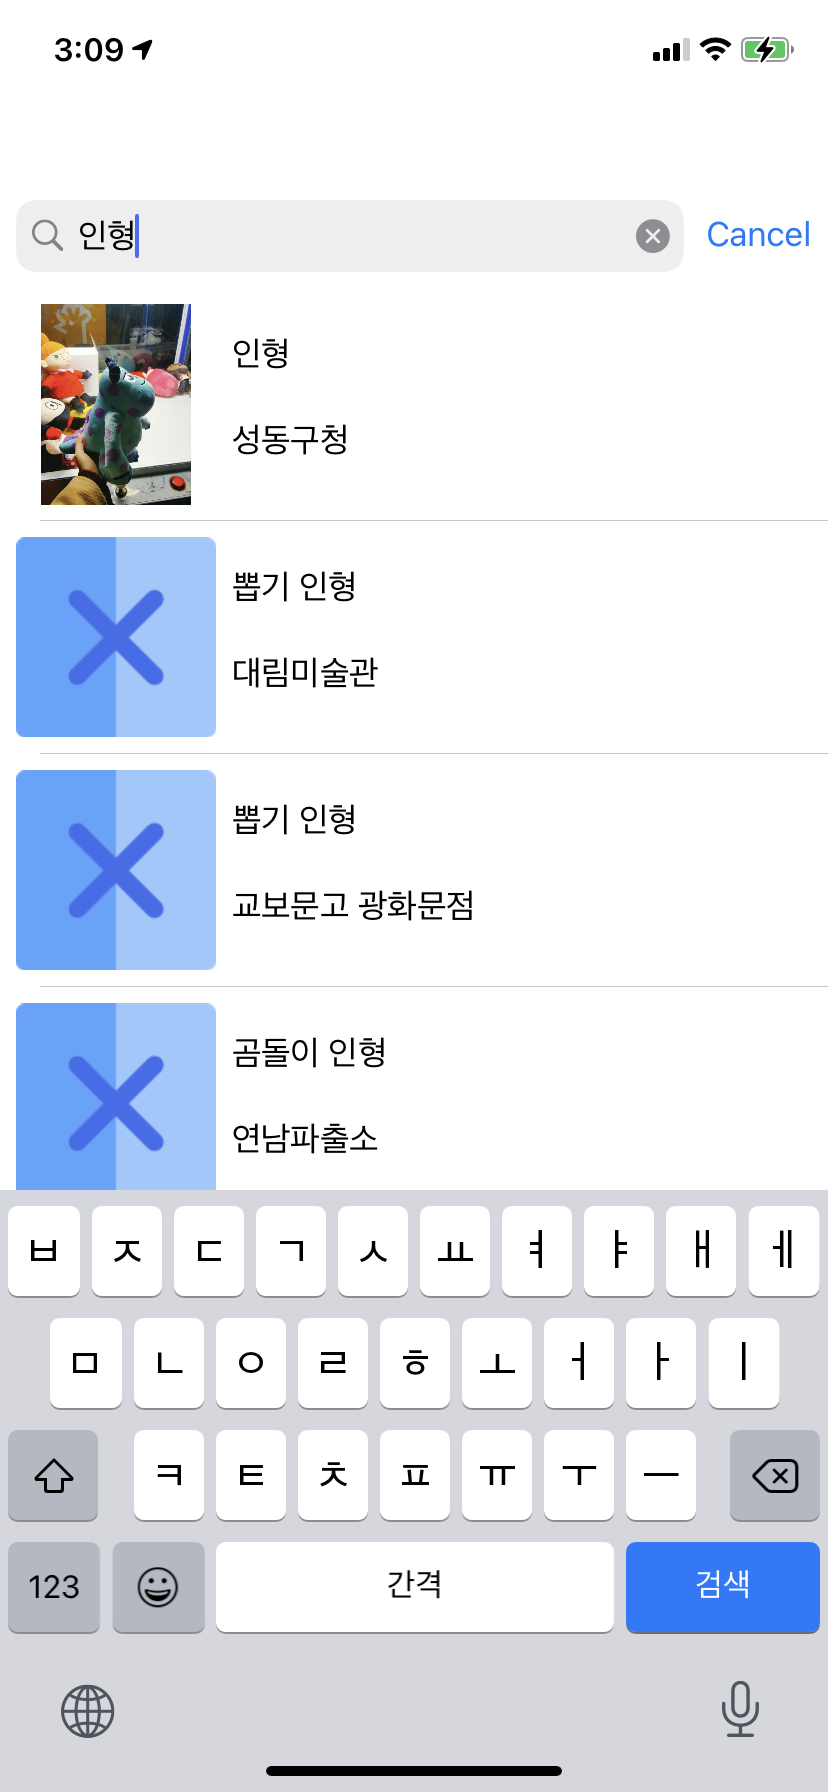 3:09
인형
Cancel
인형
성동구청
뽑기 인형
대림미술관
뽑기 인형
교보문고 광화문점
곰돌이 인형
연남파출소
ㅂ ㅈ ㄷ ㄱ ㅅ ㅛ ㅕ ㅑ ㅐ ㅔ
ㅁ ㄴ ㅇ ㄹ ㅎ ㅗ ㅓ ㅏ ㅣ
ㅋ ㅌ ㅊ ㅍ ㅠ ㅜ ㅡ
123 간격 검색